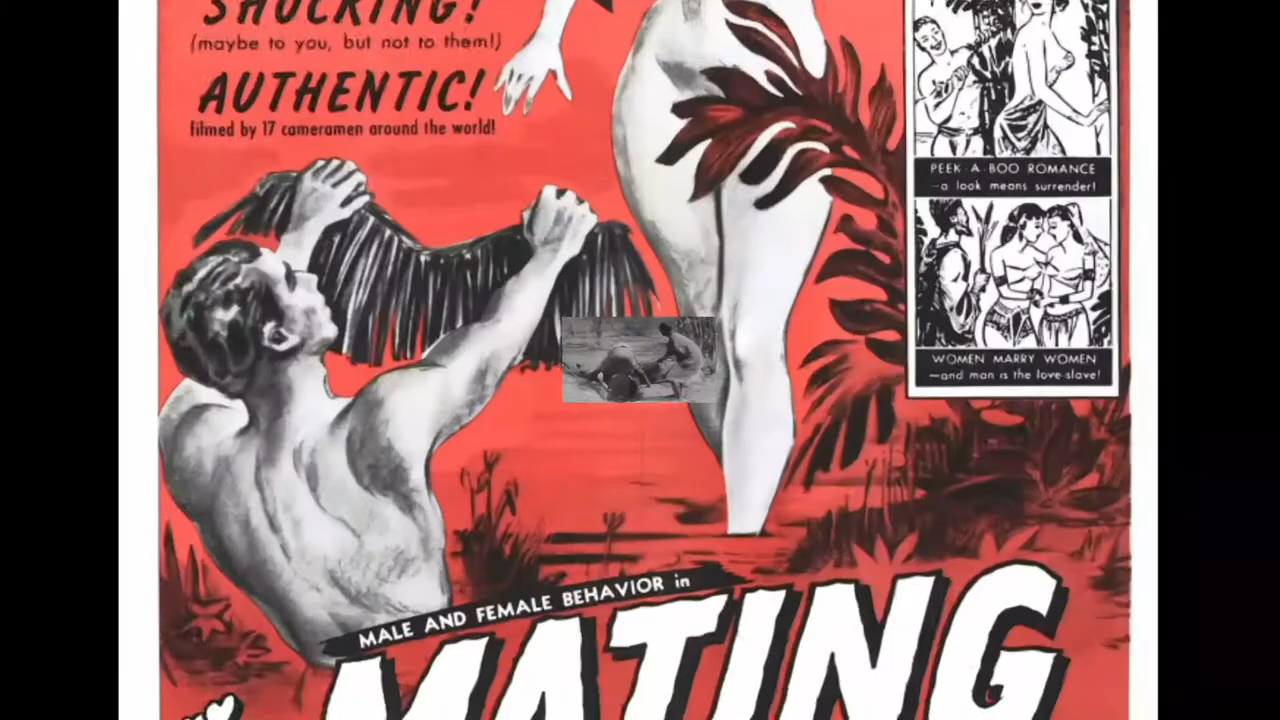 SHOCKING!
(maybe to you, but not to them!)
AUTHENTIC!
filmed by 17 cameramen around the world!
PEEK-A-BOO ROMANCE
—a look means surrender!
WOMEN MARRY WOMEN
—and man is the love-slave!
MALE AND FEMALE BEHAVIOR in
MATING